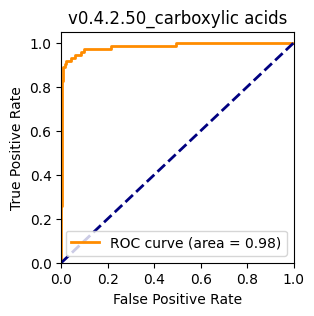 v0.4.2.50_carboxylic acids
True Positive Rate
1.0
0.8
0.6
0.4
0.2
0.0
ROC curve (area = 0.98)
0.0 0.2 0.4 0.6 0.8 1.0
False Positive Rate